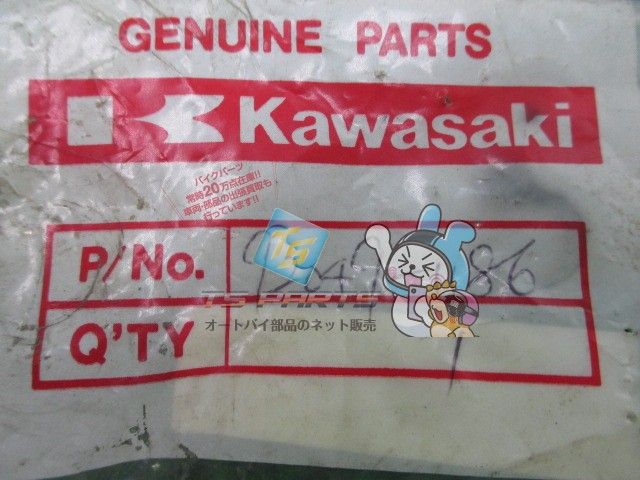 GENUINE PARTS
Kawasaki
バイクパーツ
常時20万点在庫!!
車両・部品の出張買取も
行っています!!
P/No.
86
TS PARTS
オートバイ部品のネット販売
Q'TY
1